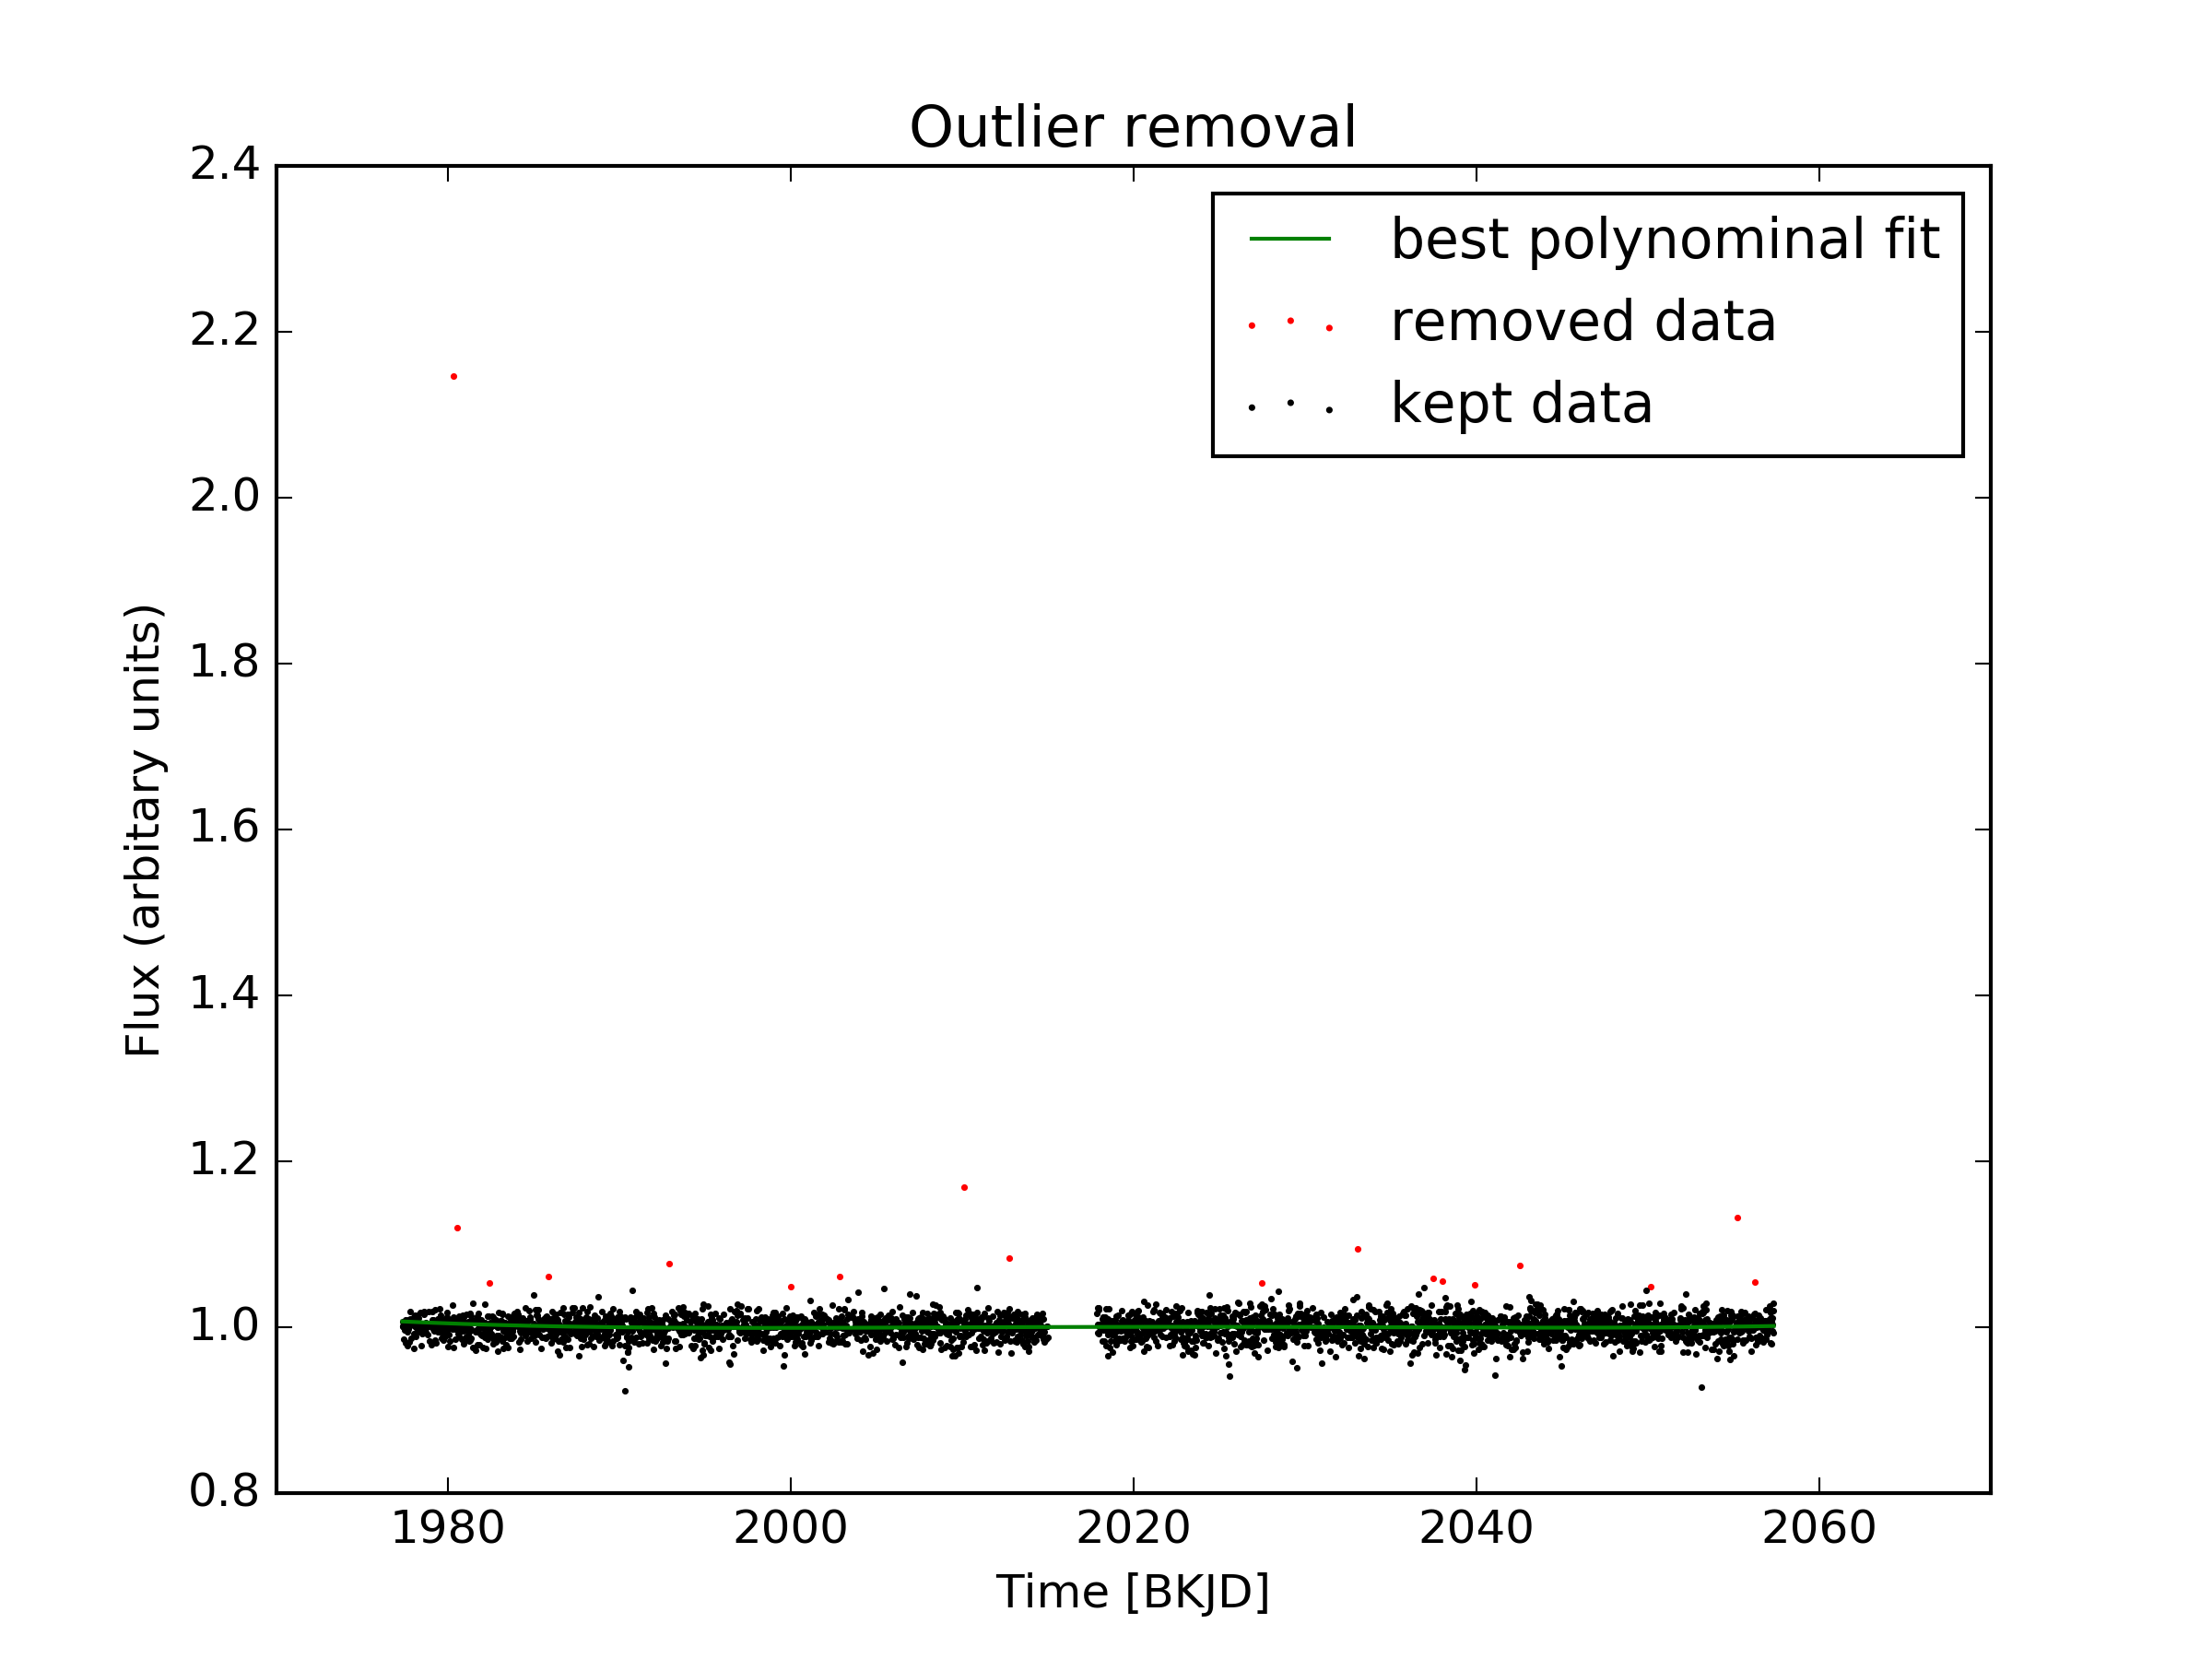 Outlier removal
2.4
2.2
2.0
1.8
1.6
1.4
1.2
1.0
0.8
Flux (arbitary units)
best polynominal fit
removed data
kept data
1980
2000
2020
2040
2060
Time [BKJD]